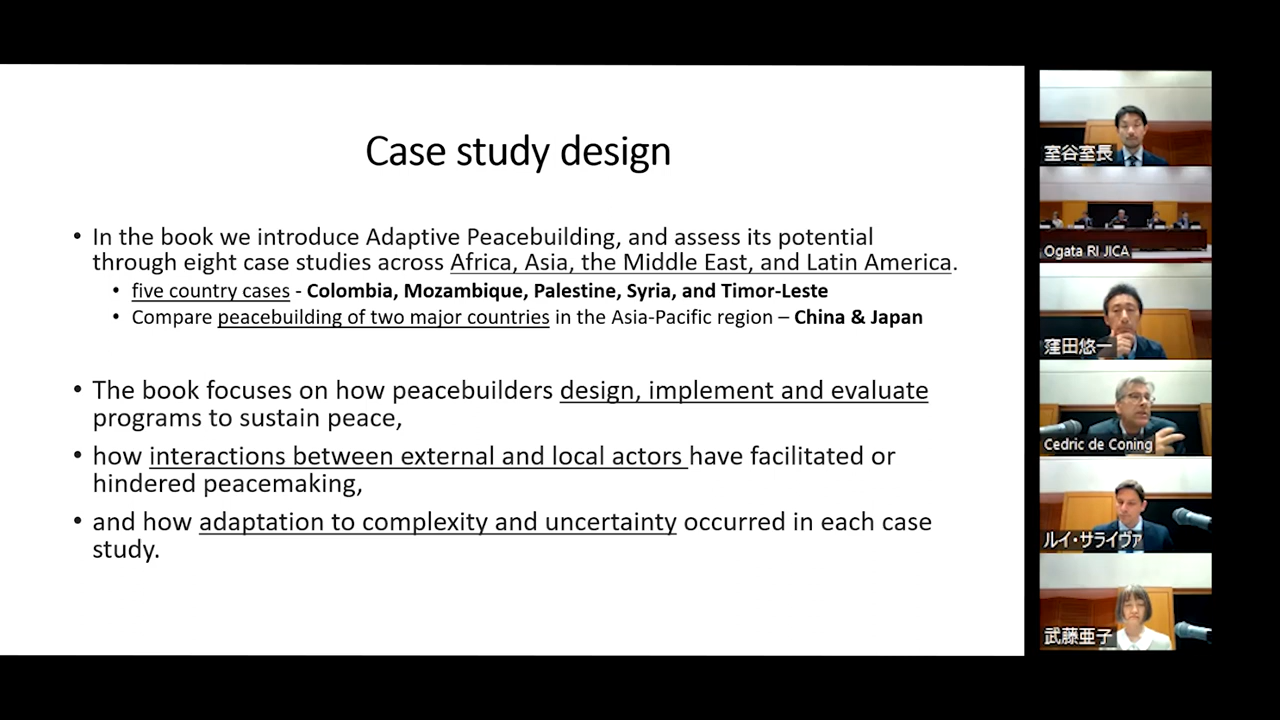 Case study design
• In the book we introduce Adaptive Peacebuilding, and assess its potential
through eight case studies across Africa, Asia, the Middle East, and Latin America.
• five country cases - Colombia, Mozambique, Palestine, Syria, and Timor-Leste
• Compare peacebuilding of two major countries in the Asia-Pacific region – China & Japan
• The book focuses on how peacebuilders design, implement and evaluate
programs to sustain peace,
• how interactions between external and local actors have facilitated or
hindered peacemaking,
• and how adaptation to complexity and uncertainty occurred in each case
study.
室谷室長
Ogata RI JICA
窪田悠一
Cedric de Coning
ルイ・サライヴァ
武藤亜子